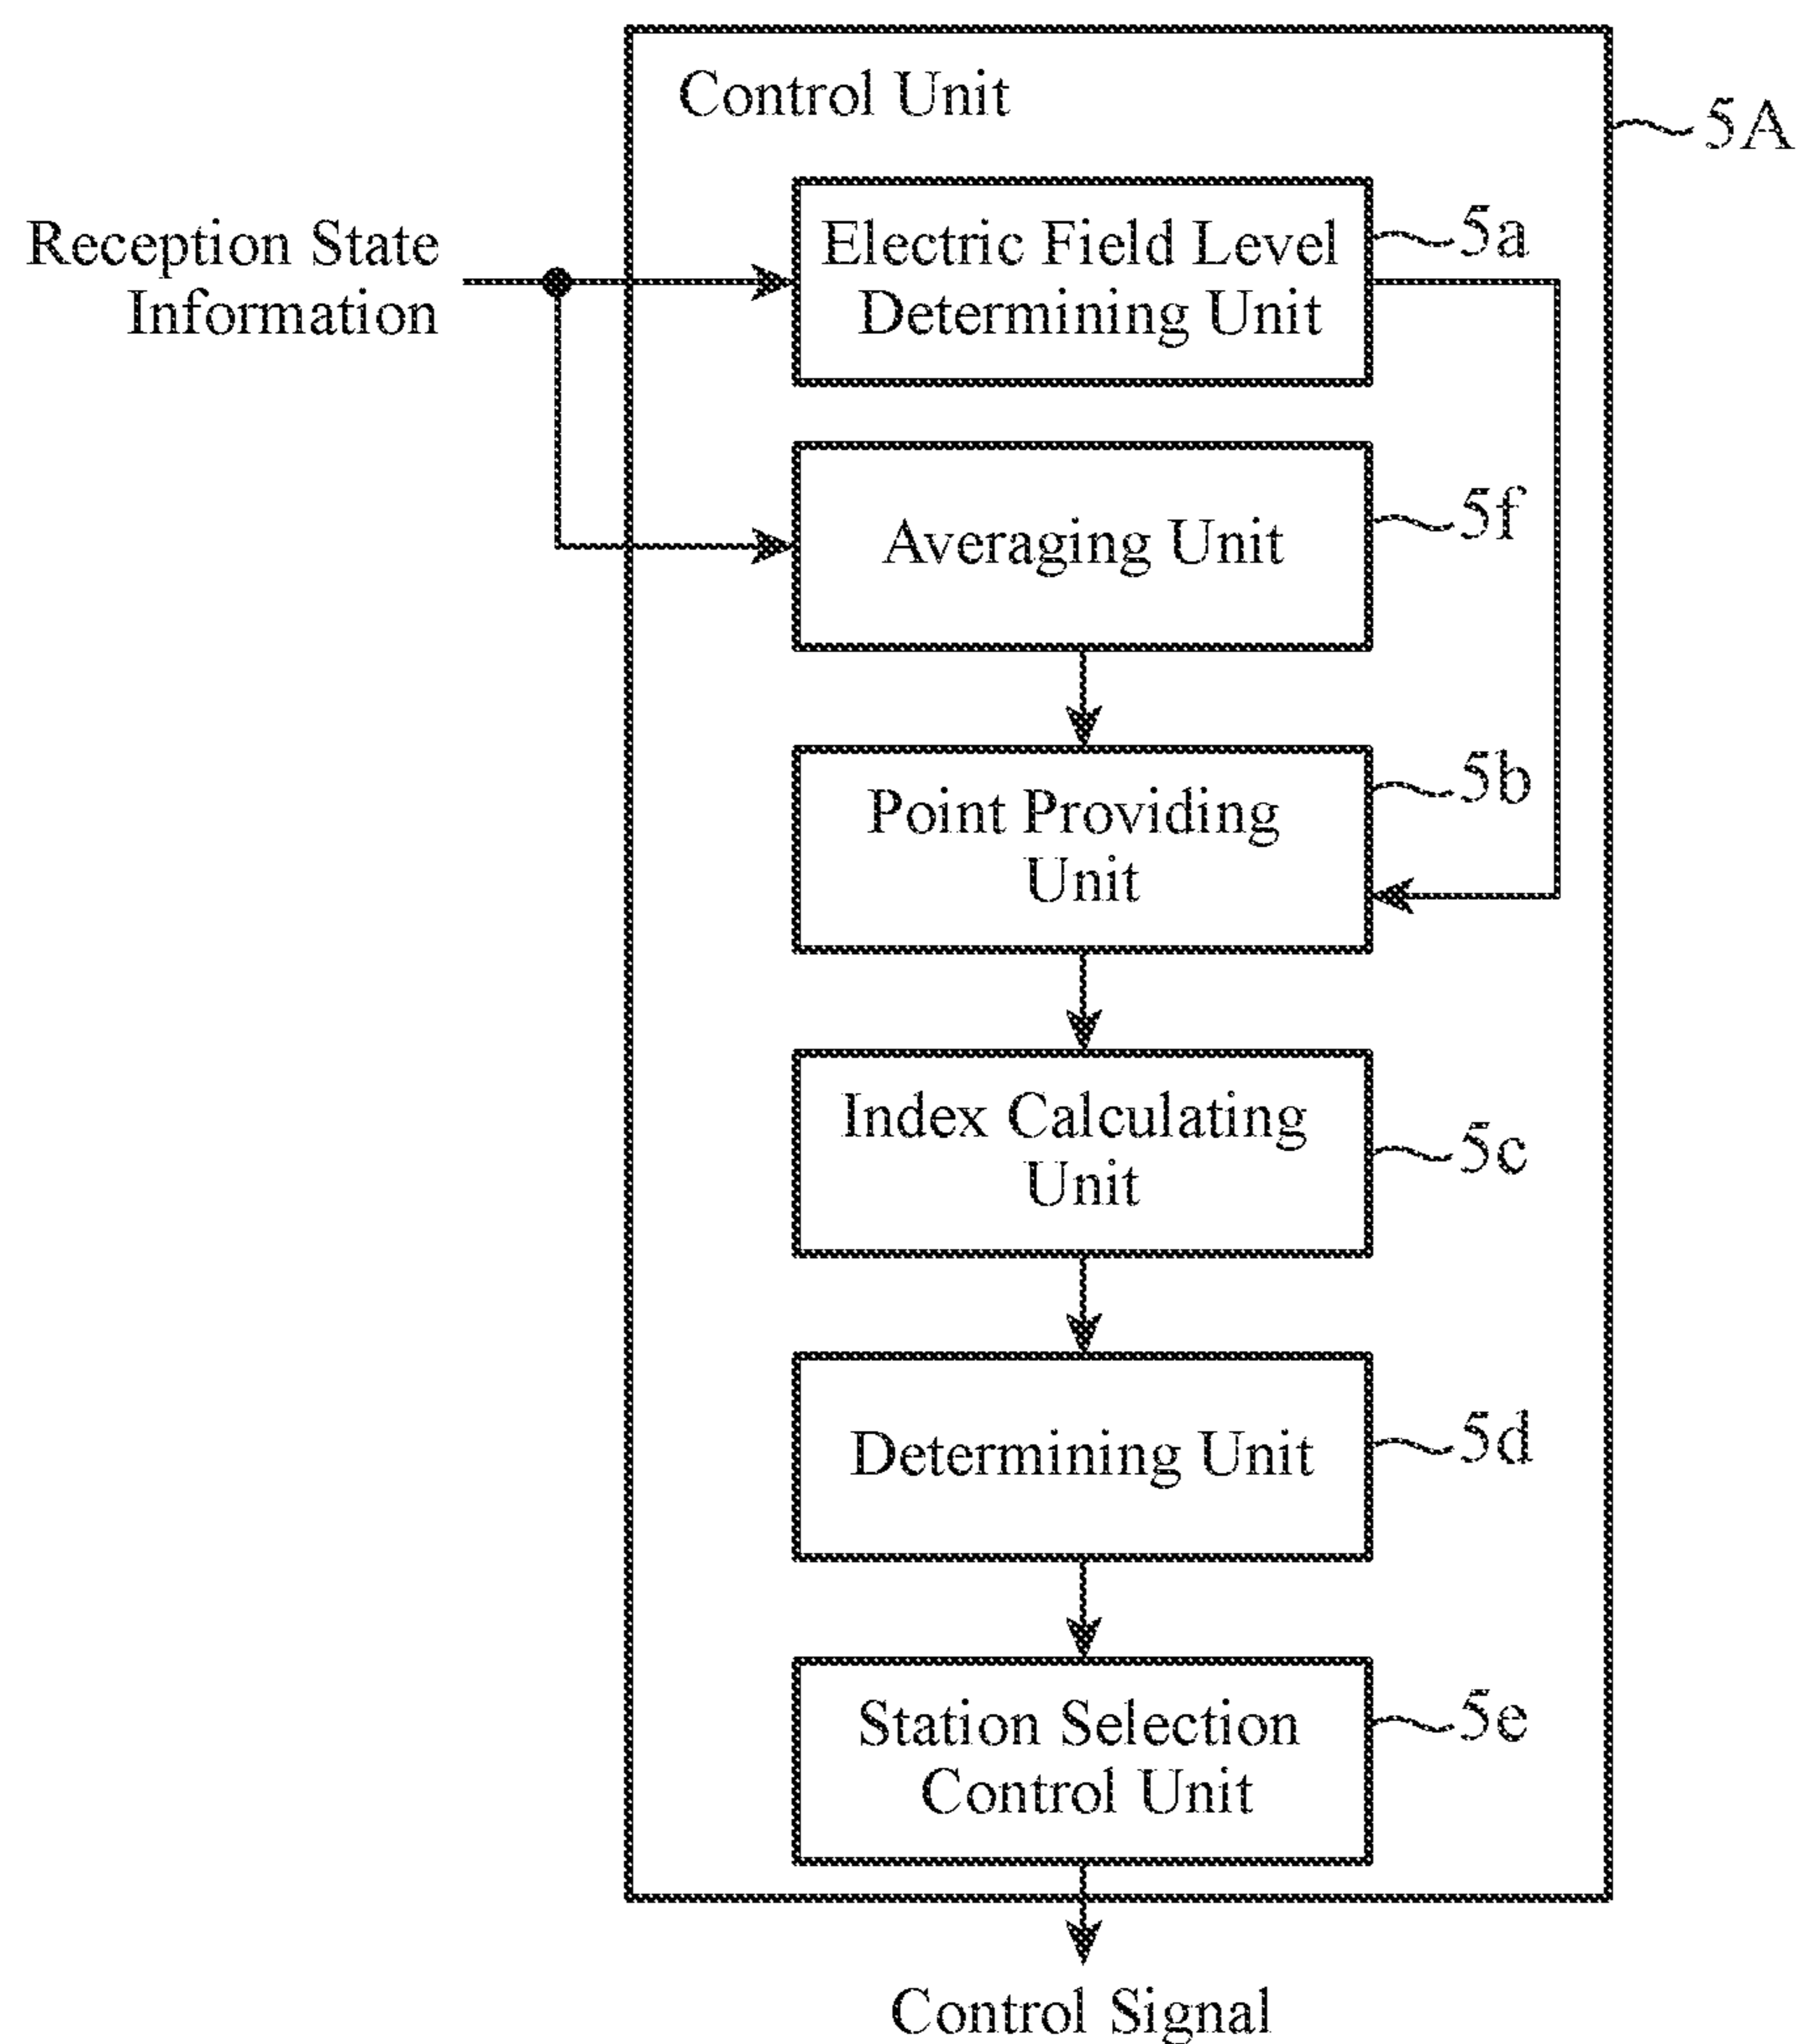 Control Unit
5A
Reception State
Information
Electric Field Level
Determining Unit
5a
Averaging Unit
5f
Point Providing
Unit
5b
Index Calculating
Unit
5c
Determining Unit
5d
Station Selection
Control Unit
5e
Control Signal